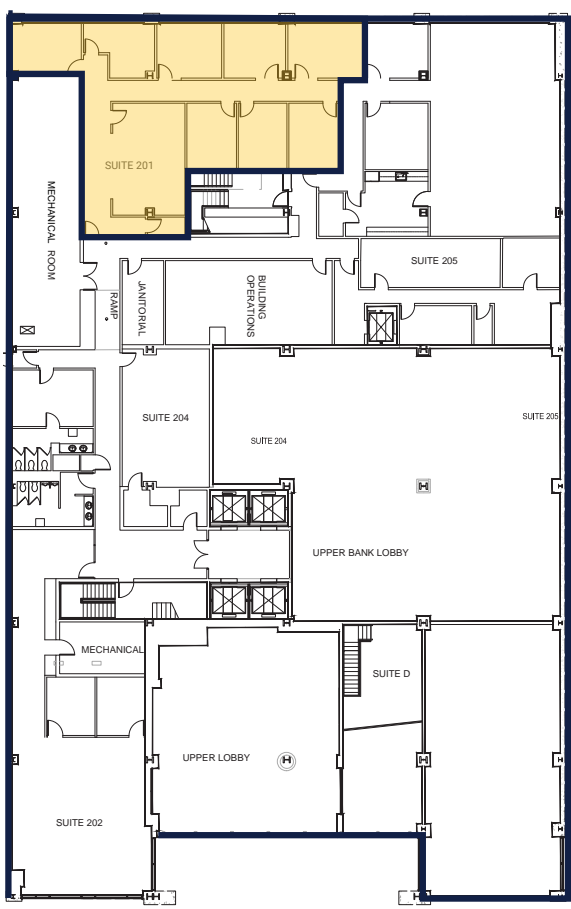 SUITE 201
MECHANICAL ROOM
SUITE 205
RAMP
JANITORIAL
BUILDING
OPERATIONS
SUITE 204
SUITE 204
SUITE 205
UPPER BANK LOBBY
MECHANICAL
SUITE D
UPPER LOBBY
SUITE 202